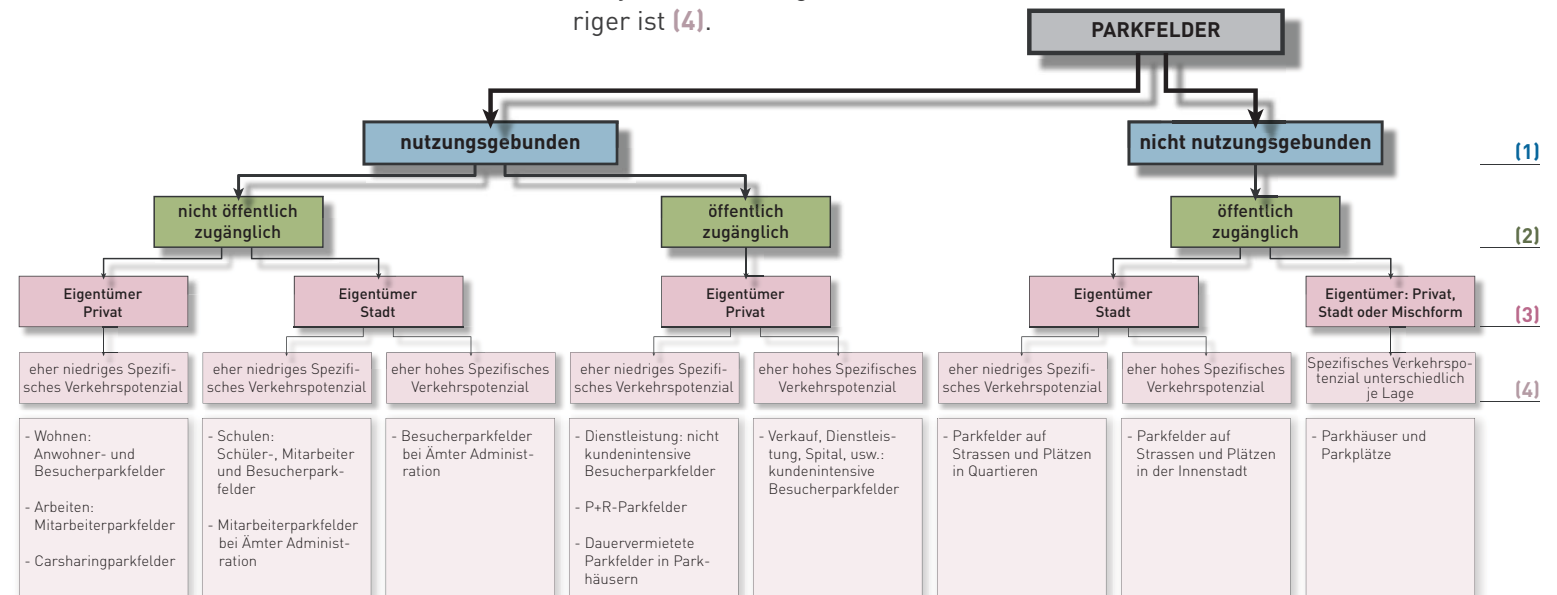 riger ist (4).
PARKFELDER
nutzungsgebunden
nicht nutzungsgebunden
(1)
nicht öffentlich
zugänglich
öffentlich
zugänglich
öffentlich
zugänglich
(2)
Eigentümer
Privat
Eigentümer
Stadt
Eigentümer
Privat
Eigentümer
Stadt
Eigentümer: Privat,
Stadt oder Mischform
(3)
eher niedriges Spezifi-
sches Verkehrspotenzial
eher niedriges Spezifi-
sches Verkehrspotenzial
eher hohes Spezifisches
Verkehrspotenzial
eher niedriges Spezifi-
sches Verkehrspotenzial
eher hohes Spezifisches
Verkehrspotenzial
eher niedriges Spezifi-
sches Verkehrspotenzial
eher hohes Spezifisches
Verkehrspotenzial
Spezifisches Verkehrspo-
tenzial unterschiedlich
je Lage
(4)
- Wohnen:
Anwohner- und
Besucherparkfelder
- Arbeiten:
Mitarbeiterparkfelder
- Carsharingparkfelder
- Schulen:
Schüler-, Mitarbeiter
und Besucherpark-
felder
- Mitarbeiterparkfelder
bei Ämter Administ-
ration
- Besucherparkfelder
bei Ämter Administ-
ration
- Dienstleistung: nicht
kundenintensive
Besucherparkfelder
- P+R-Parkfelder
- Dauervermietete
Parkfelder in Park-
häusern
- Verkauf, Dienstleis-
tung, Spital, usw.:
kundenintensive
Besucherparkfelder
- Parkfelder auf
Strassen und Plätzen
in Quartieren
- Parkfelder auf
Strassen und Plätzen
in der Innenstadt
- Parkhäuser und
Parkplätze